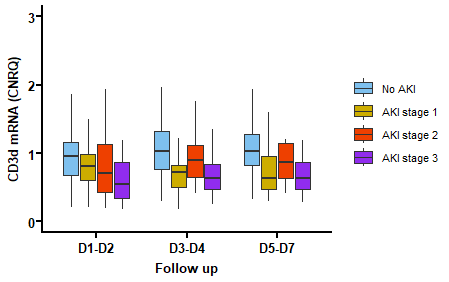 3
2
1
0
CD3d mRNA (CNRQ)
D1-D2
D3-D4
D5-D7
Follow up
No AKI
AKI stage 1
AKI stage 2
AKI stage 3